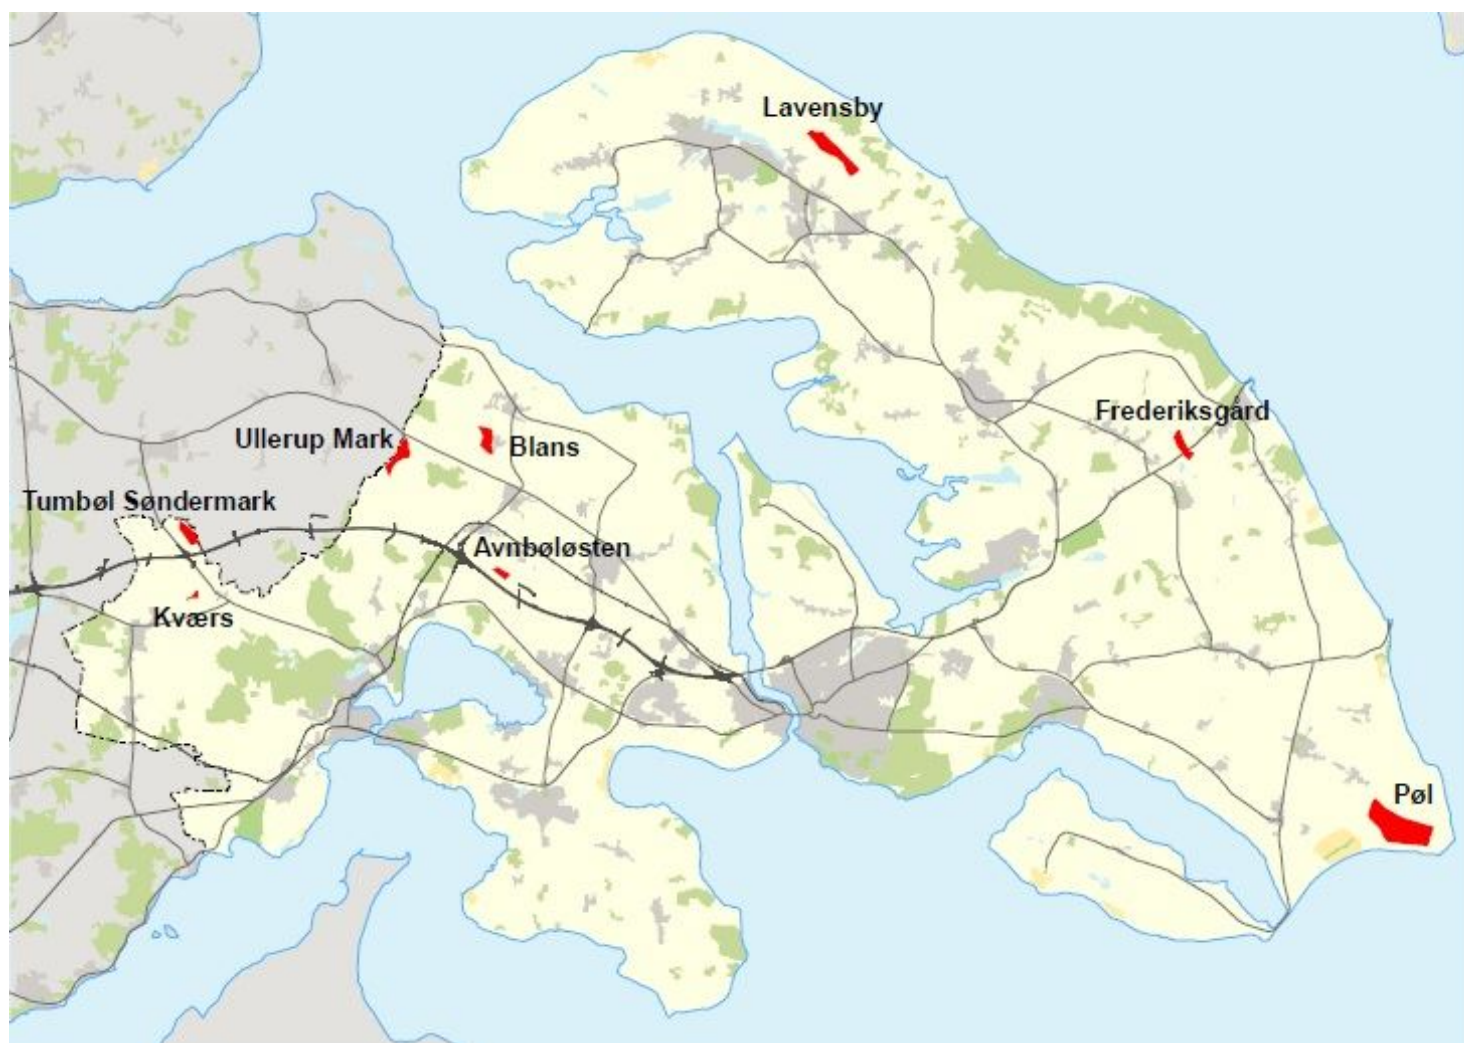 Lavensby
Frederiksgård
Ullerup Mark
Blans
Tumbøl Søndermark
Avnbøløsten
Kværs
Pøl